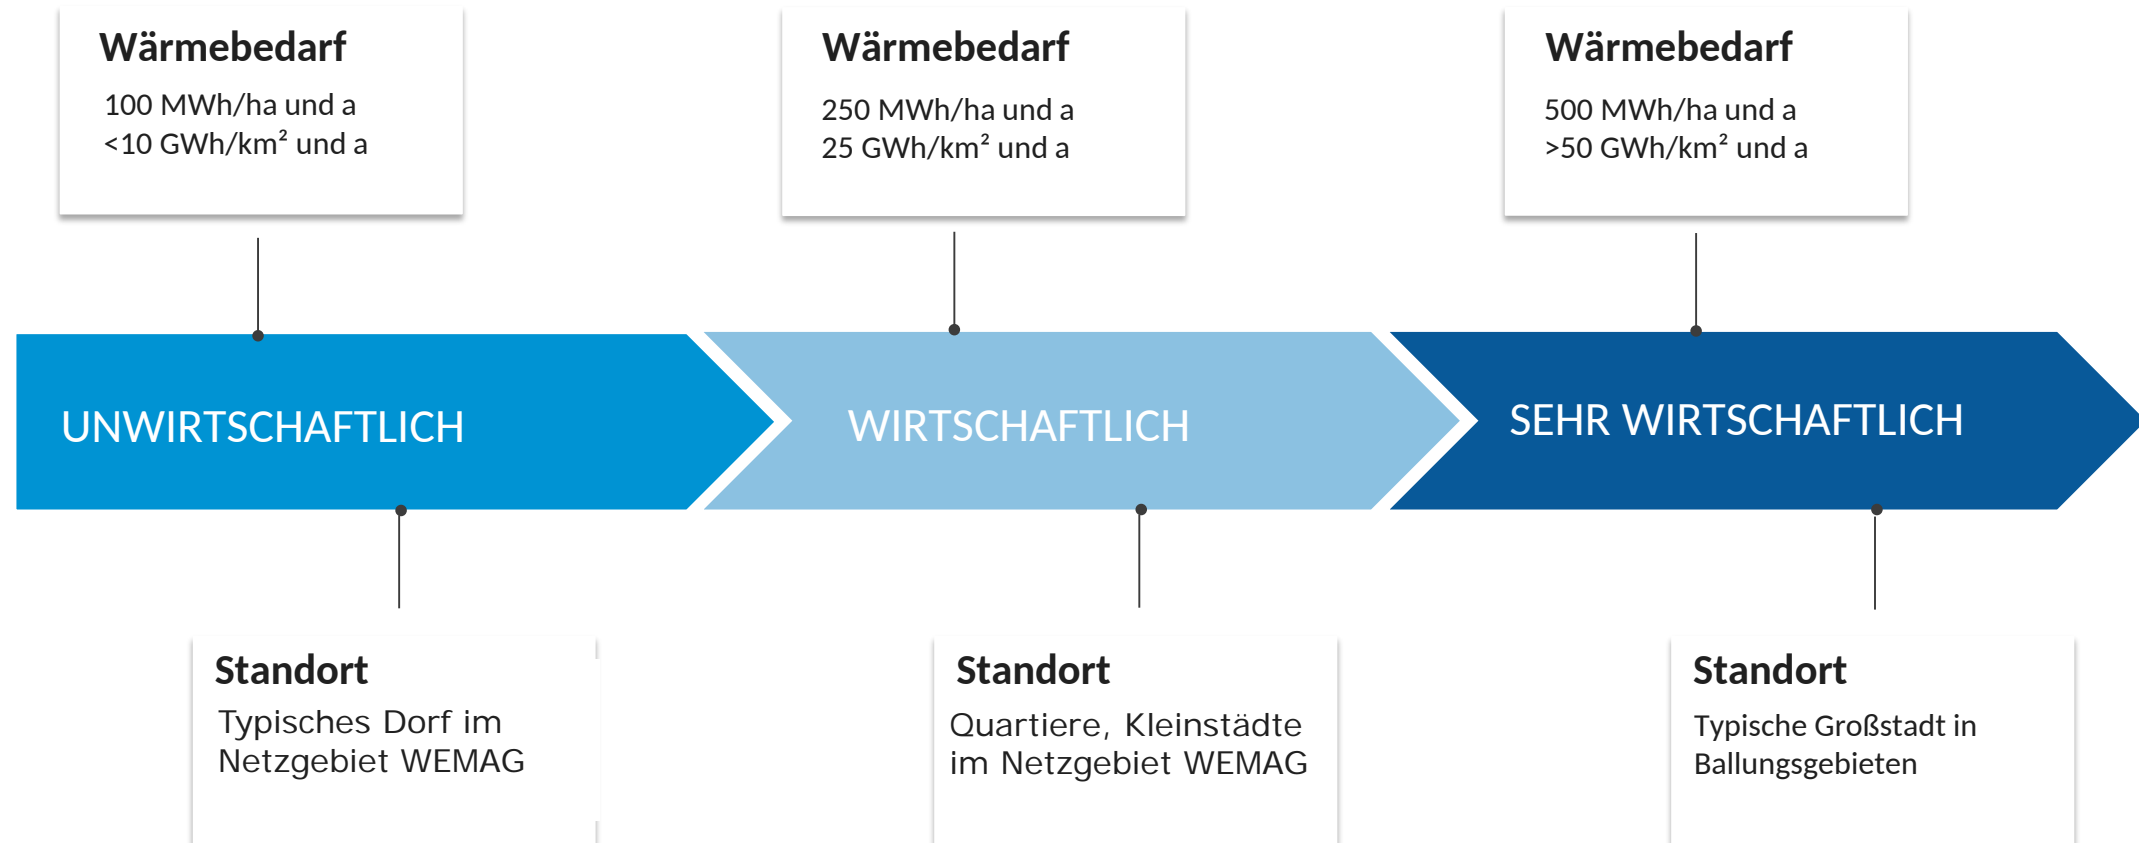 Wärmebedarf
100 MWh/ha und a
<10 GWh/km² und a
Wärmebedarf
250 MWh/ha und a
25 GWh/km² und a
Wärmebedarf
500 MWh/ha und a
>50 GWh/km² und a
UNWIRTSCHAFTLICH
WIRTSCHAFTLICH
SEHR WIRTSCHAFTLICH
Standort
Typisches Dorf im
Netzgebiet WEMAG
Standort
Quartiere, Kleinstädte
im Netzgebiet WEMAG
Standort
Typische Großstadt in
Ballungsgebieten